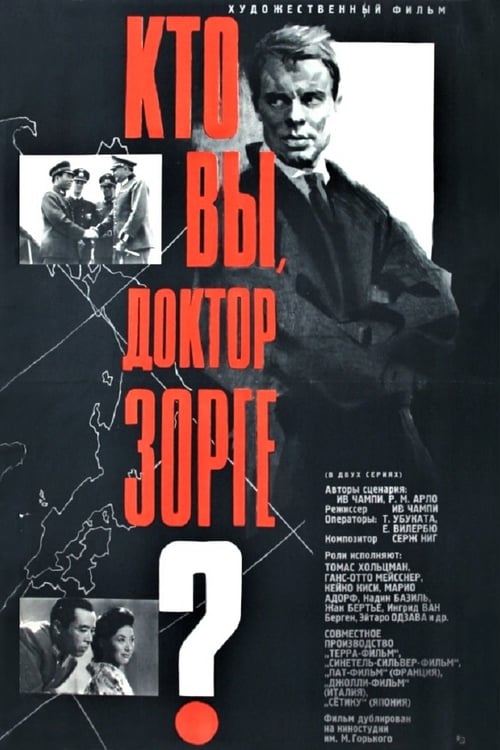 ХУДОЖЕСТВЕННЫЙ ФИЛЬМ
КТО
ВЫ,
ДОКТОР
ЗОРГЕ
?
(В ДВУХ СЕРИЯХ)
Авторы сценария:
ИВ ЧАМПИ, Р. М. АРЛО
Режиссер ИВ ЧАМПИ
Операторы: Т. УБУКАТА,
Е. ВИЛЕРБЮ
Композитор СЕРЖ НИГ
Роли исполняют:
ТОМАС ХОЛЬЦМАН,
ГАНС-ОТТО МЕЙССНЕР,
КЕЙКО КИСИ, МАРИО
АДОРФ, НАДИН БАЗИЛЬ,
ЖАК БЕРТЬЕ, ИНГРИД ВАН
БЕРГЕН, ЭЙТАРО ОДЗАВА и др.
СОВМЕСТНОЕ
ПРОИЗВОДСТВО
„ТЕРРА-ФИЛЬМ",
„СИНЕТЕЛЬ-СИЛЬВЕР-ФИЛЬМ",
„ПАТ-ФИЛЬМ" (ФРАНЦИЯ),
„ДЖОЛЛИ-ФИЛЬМ"
(ИТАЛИЯ),
„СЁТИКУ" (ЯПОНИЯ)
Фильм дублирован
на киностудии
им. М. Горького